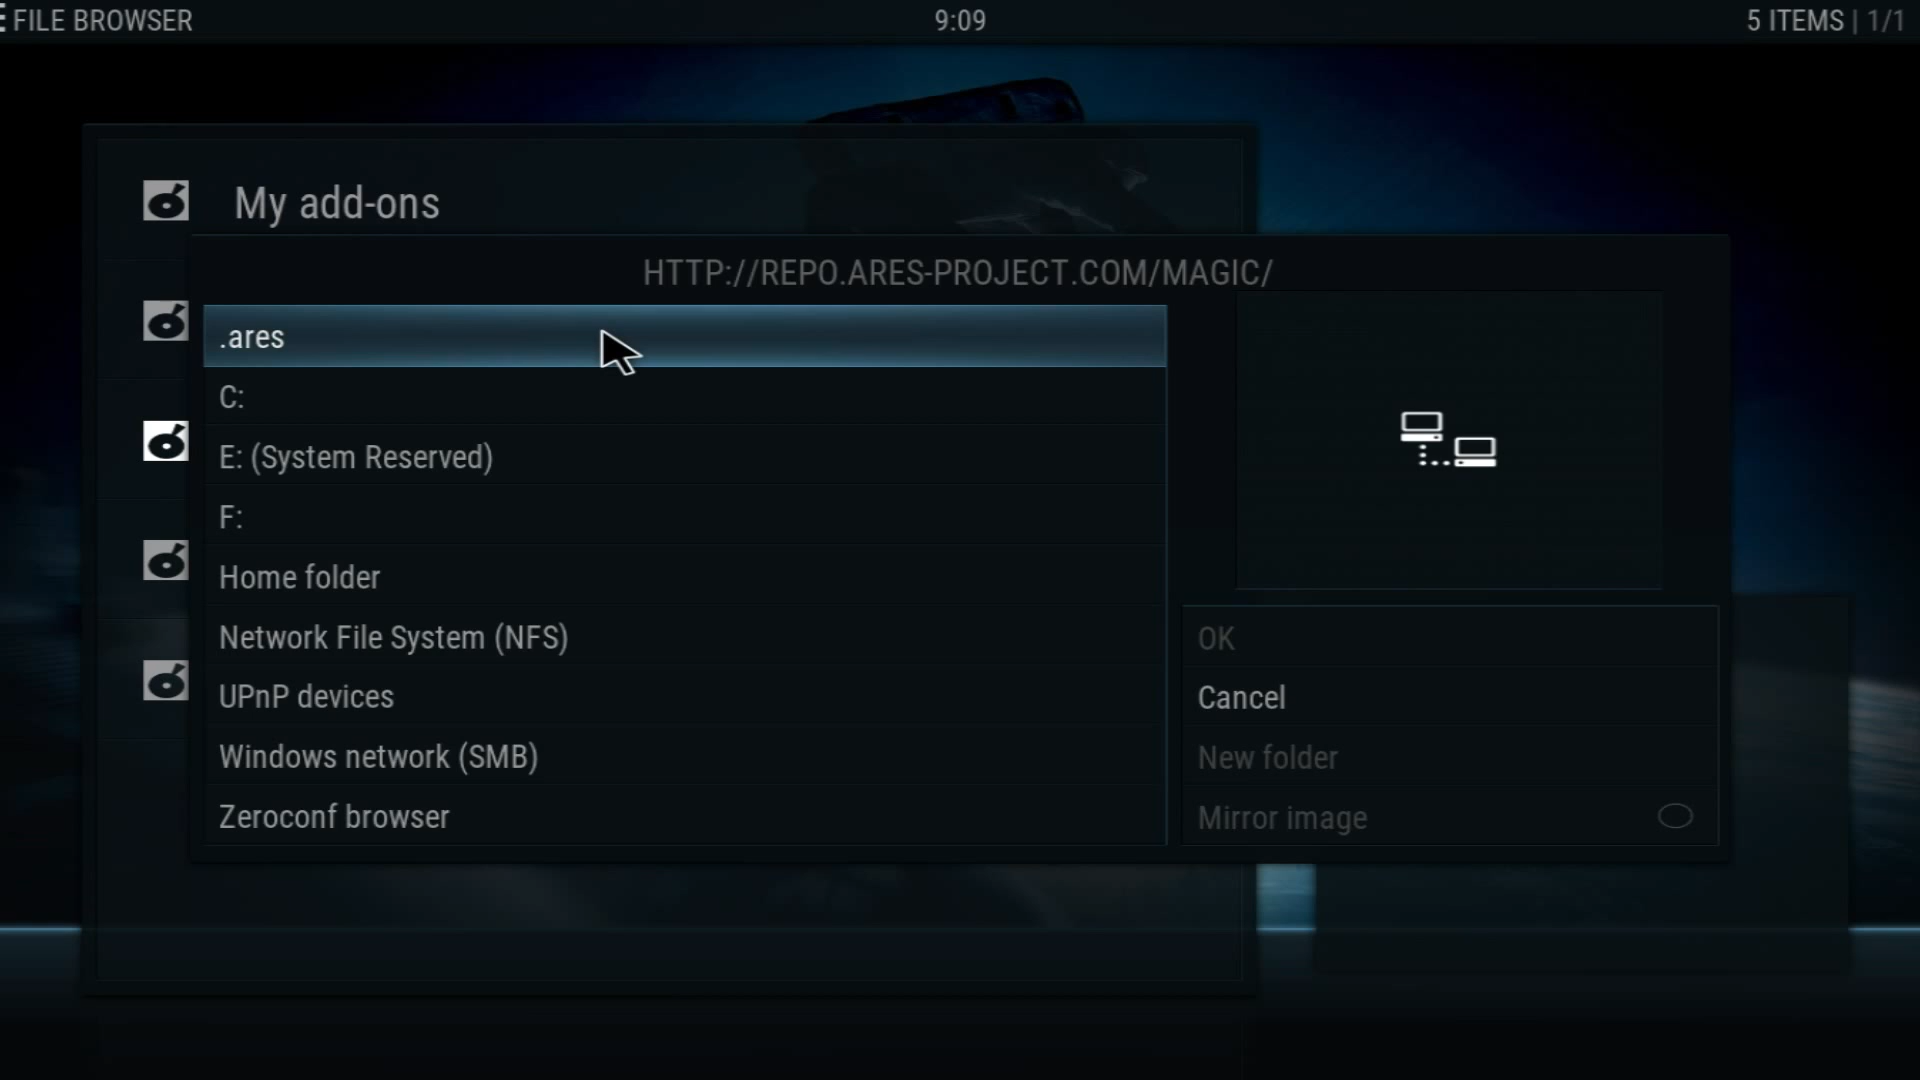 FILE BROWSER
9:09
5 ITEMS | 1/1
My add-ons
HTTP://REPO.ARES-PROJECT.COM/MAGIC/
.ares
C:
E: (System Reserved)
F:
Home folder
Network File System (NFS)
UPnP devices
Windows network (SMB)
Zeroconf browser
OK
Cancel
New folder
Mirror image